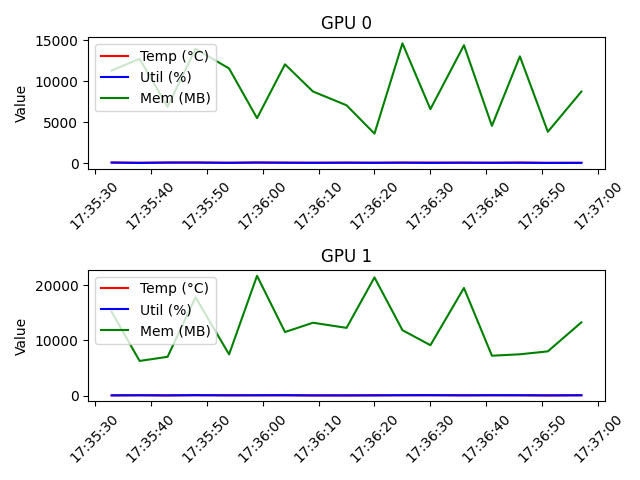 GPU 0
15000
10000
5000
0
Value
Temp (°C)
Util (%)
Mem (MB)
17:35:30
17:35:40
17:35:50
17:36:00
17:36:10
17:36:20
17:36:30
17:36:40
17:36:50
17:37:00
GPU 1
20000
10000
0
Value
Temp (°C)
Util (%)
Mem (MB)
17:35:30
17:35:40
17:35:50
17:36:00
17:36:10
17:36:20
17:36:30
17:36:40
17:36:50
17:37:00